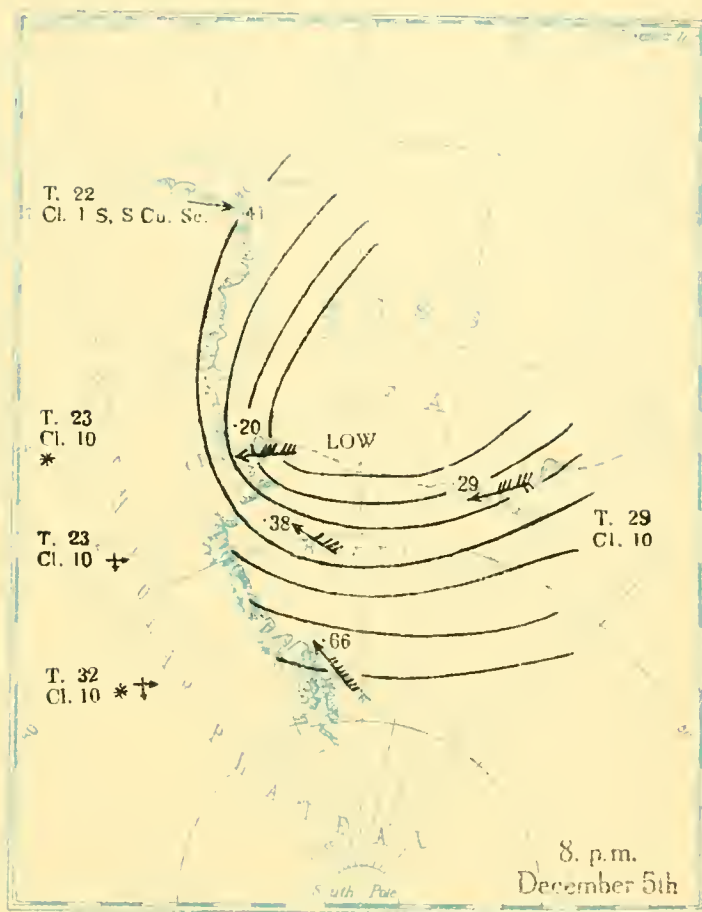 T. 22
Cl. 1 S, S Cu. Sc.
·41
T. 23
Cl. 10
*
·20
LOW
·29
·38
T. 23
Cl. 10
T. 29
Cl. 10
·66
T. 32
Cl. 10 *
PLATEAU
South Pole
8. p.m.
December 5th